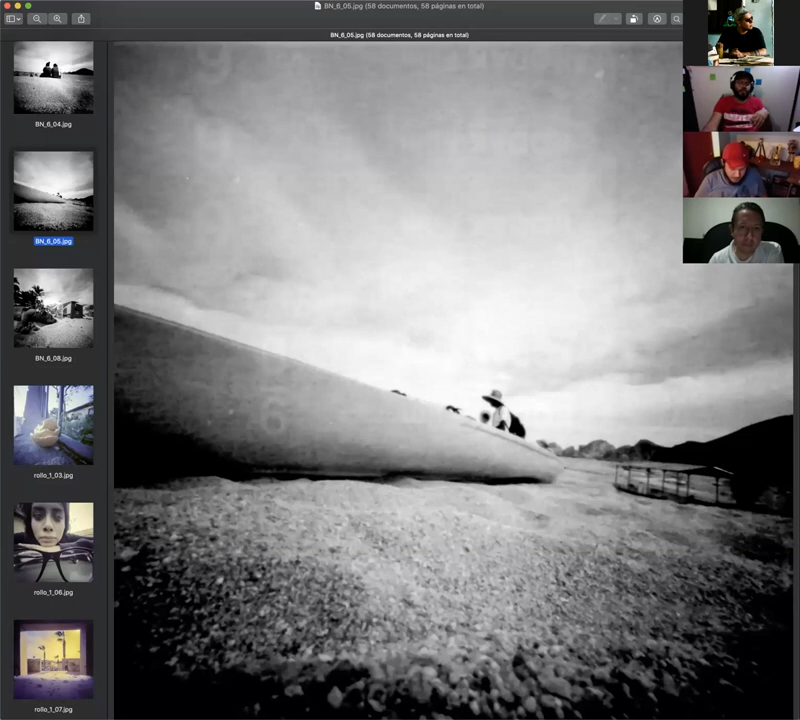 BN_6_05.jpg (58 documentos, 58 páginas en total)
BN_6_05.jpg (58 documentos, 58 páginas en total)
BN_6_04.jpg
BN_6_05.jpg
BN_6_08.jpg
rollo_1_03.jpg
rollo_1_06.jpg
rollo_1_07.jpg
6